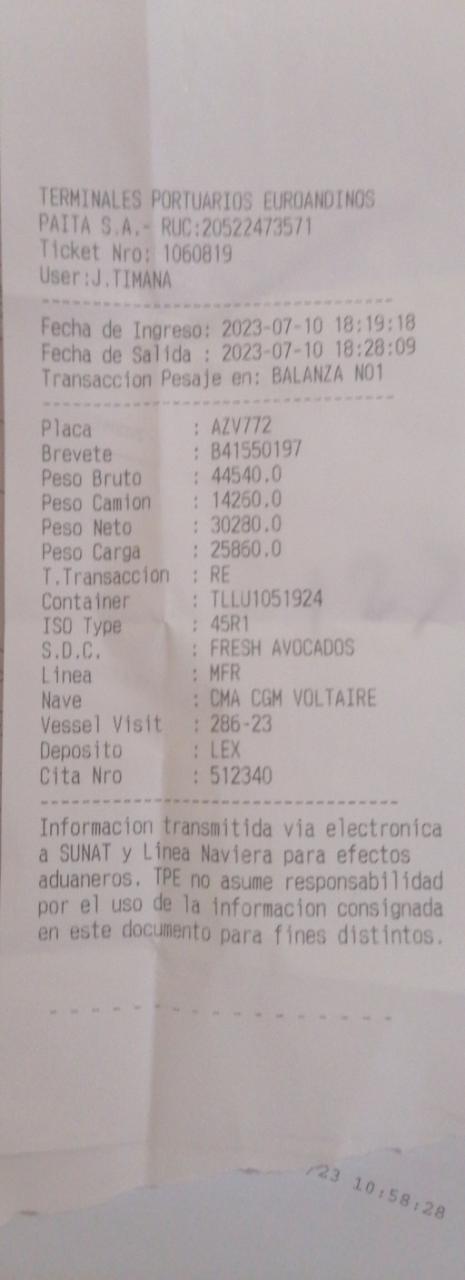 TERMINALES PORTUARIOS EUROANDINOS
PAITA S.A.- RUC:20522473571
Ticket Nro: 1060819
User:J.TIMANA
Fecha de Ingreso: 2023-07-10 18:19:18
Fecha de Salida : 2023-07-10 18:28:09
Transaccion Pesaje en: BALANZA NO1
Placa : AZV772
Brevete : B41550197
Peso Bruto : 44540.0
Peso Camion : 14260.0
Peso Neto : 30280.0
Peso Carga : 25860.0
T.Transaccion : RE
Container : TLLU1051924
ISO Type : 45R1
S.D.C. : FRESH AVOCADOS
Linea : MFR
Nave : CMA CGM VOLTAIRE
Vessel Visit : 286-23
Deposito : LEX
Cita Nro : 512340
Informacion transmitida via electronica
a SUNAT y Linea Naviera para efectos
aduaneros. TPE no asume responsabilidad
por el uso de la informacion consignada
en este documento para fines distintos.
/23 10:58:28